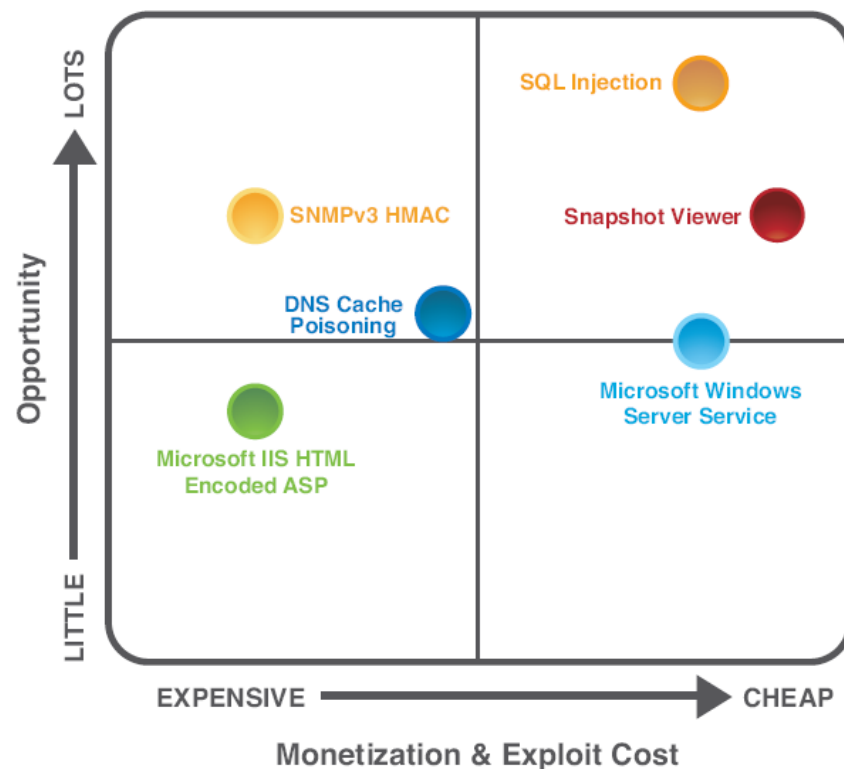 LOTS
SQL Injection
SNMPv3 HMAC
Snapshot Viewer
Opportunity
DNS Cache
Poisoning
Microsoft Windows
Server Service
Microsoft IIS HTML
Encoded ASP
LITTLE
EXPENSIVE
CHEAP
Monetization & Exploit Cost